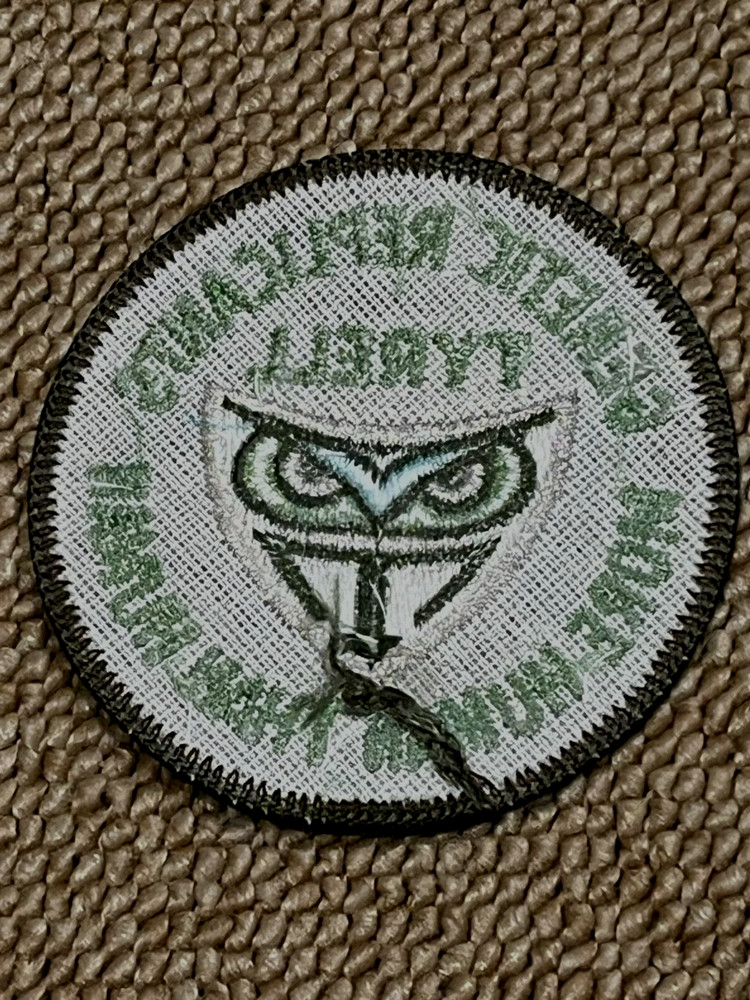 GENETIC REPLICANTS
TYRELL
MORE HUMAN THAN HUMAN